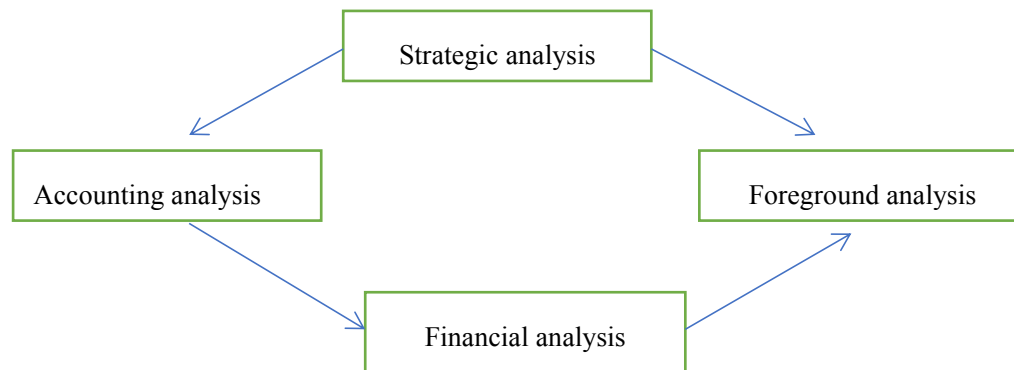 Strategic analysis
Accounting analysis
Foreground analysis
Financial analysis